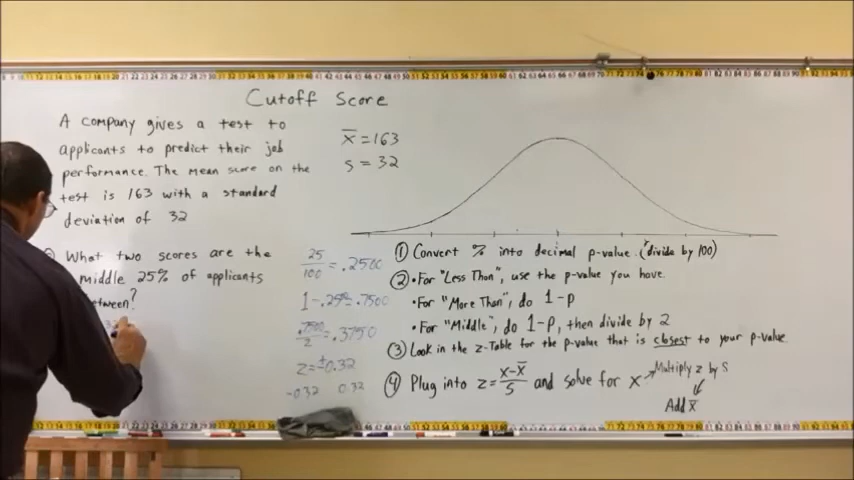 Cutoff Score
A company gives a test to
applicants to predict their job
performance. The mean score on the
test is 163 with a standard
deviation of 32
x̅ = 163
s = 32
What two scores are the
middle 25% of applicants
between?
25/100 = .2500
1-.25 = .7500
.7500/2 = .3750
z = ±0.32
-0.32 0.32
① Convert % into decimal p-value. (divide by 100)
② • For "Less Than", use the p-value you have.
• For "More Than", do 1-p
• For "Middle", do 1-p, then divide by 2
③ Look in the z-Table for the p-value that is closest to your p-value.
④ Plug into z = x-x̅/s and solve for x → Multiply z by S
Add x̅